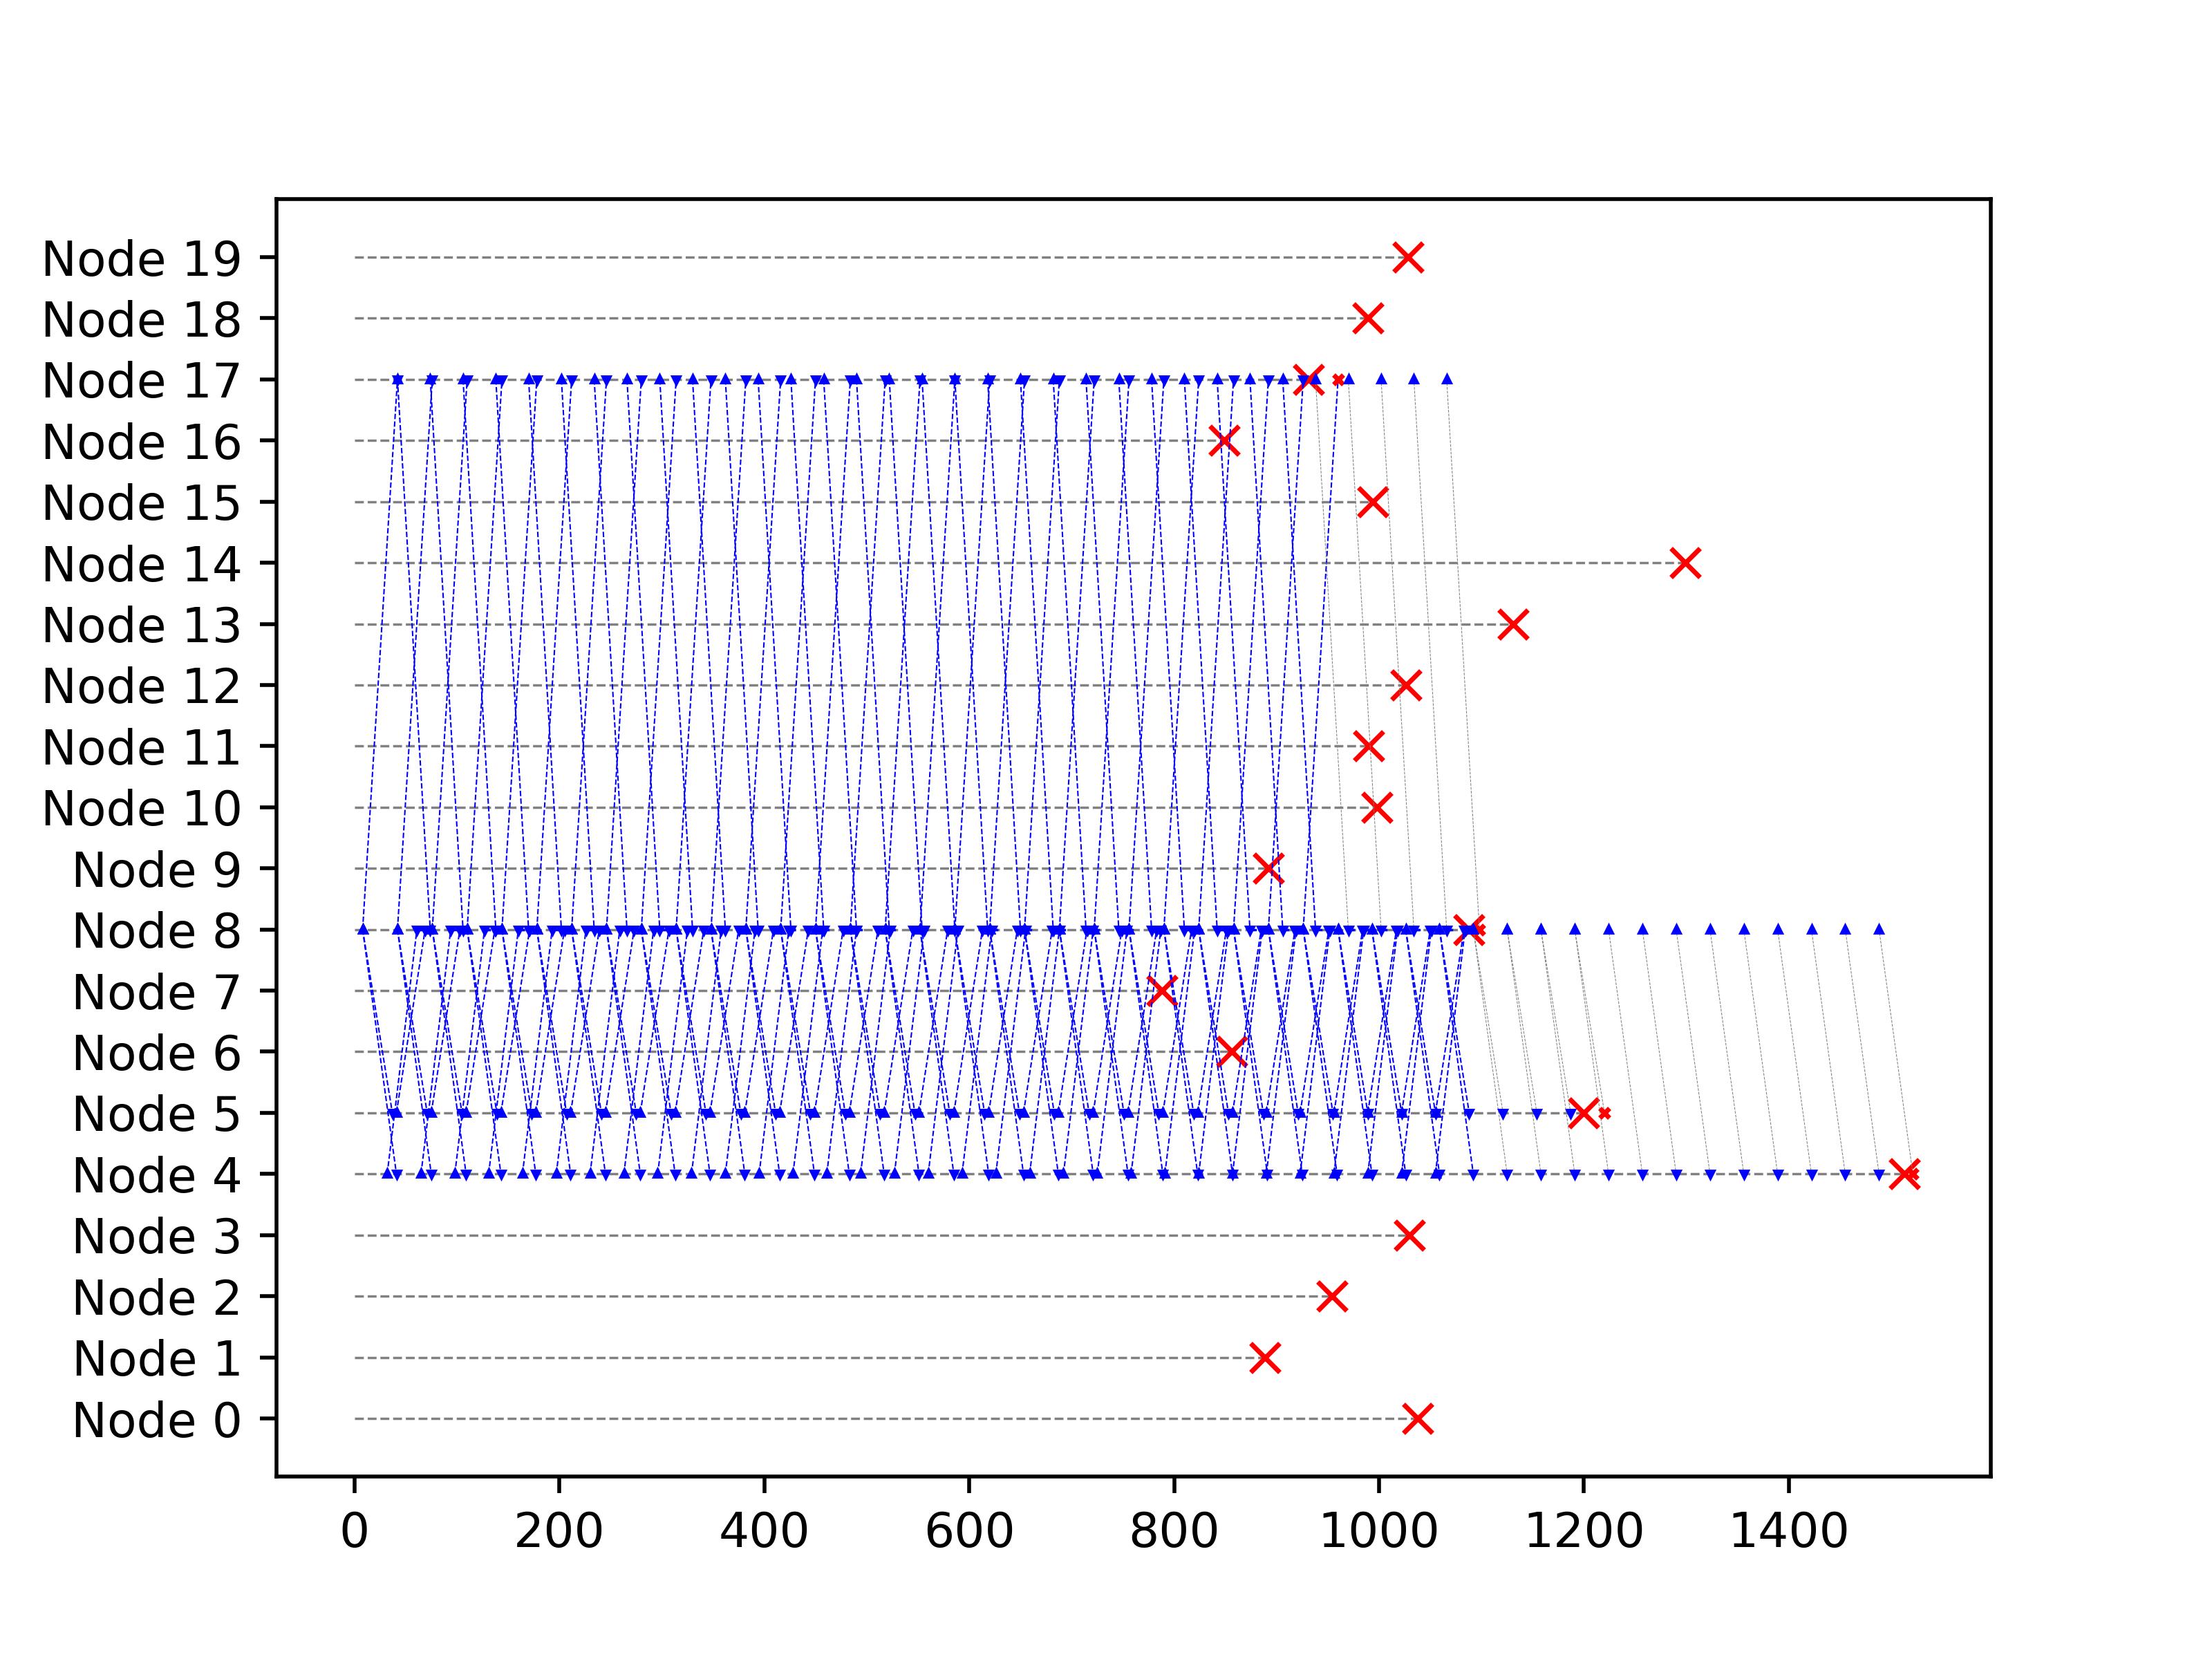 Node 19
Node 18
Node 17
Node 16
Node 15
Node 14
Node 13
Node 12
Node 11
Node 10
Node 9
Node 8
Node 7
Node 6
Node 5
Node 4
Node 3
Node 2
Node 1
Node 0
0 200 400 600 800 1000 1200 1400